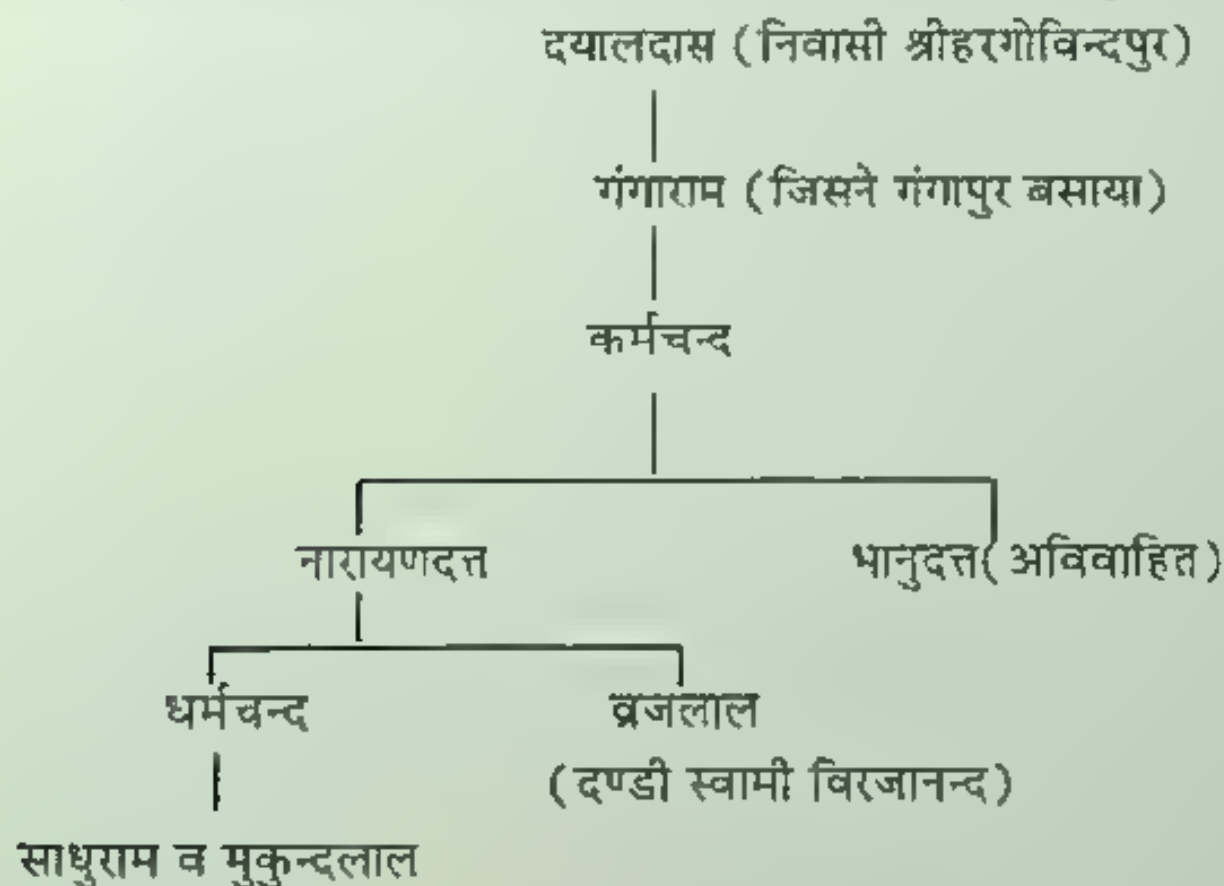 दयालदास (निवासी श्रीहरगोविन्दपुर)
गंगाराम (जिसने गंगापुर बसाया)
कर्मचन्द
नारायणदत्त भानुदत्त( अविवाहित)
धर्मचन्द व्रजलाल
(दण्डी स्वामी विरजानन्द)
साधुराम व मुकुन्दलाल